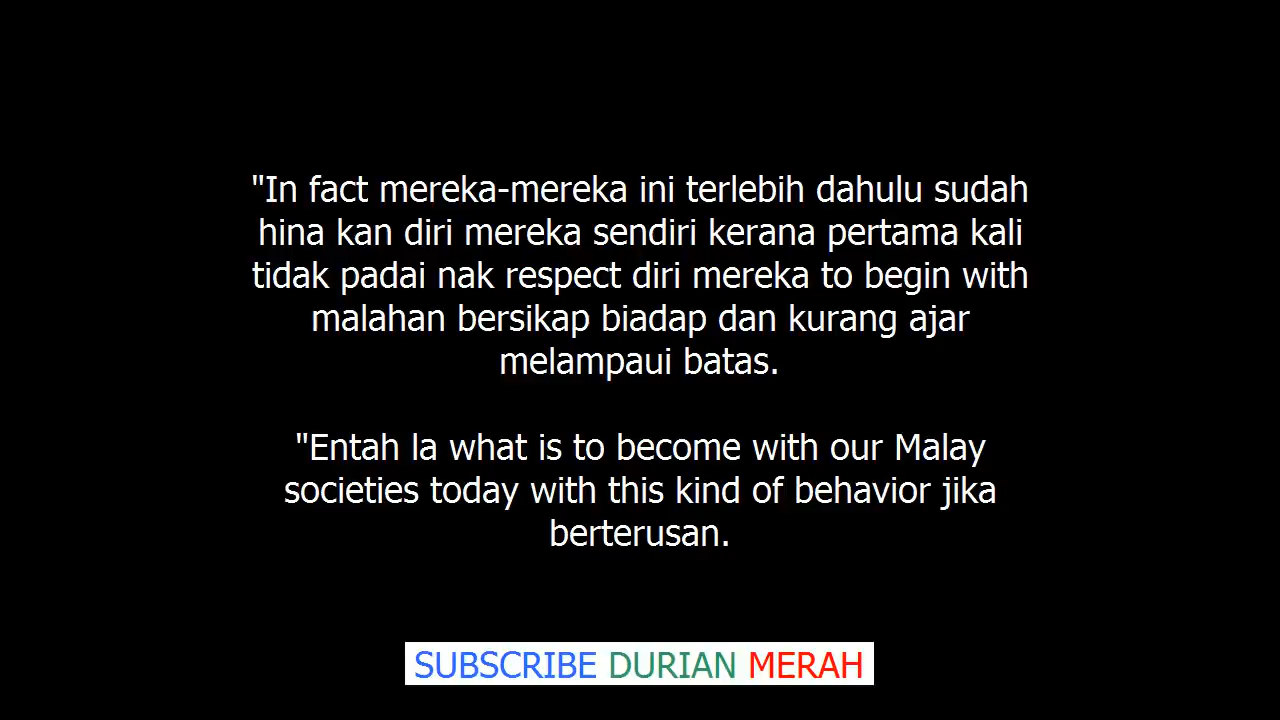 "In fact mereka-mereka ini terlebih dahulu sudah
hina kan diri mereka sendiri kerana pertama kali
tidak padai nak respect diri mereka to begin with
malahan bersikap biadap dan kurang ajar
melampaui batas.
"Entah la what is to become with our Malay
societies today with this kind of behavior jika
berterusan.
SUBSCRIBE DURIAN MERAH